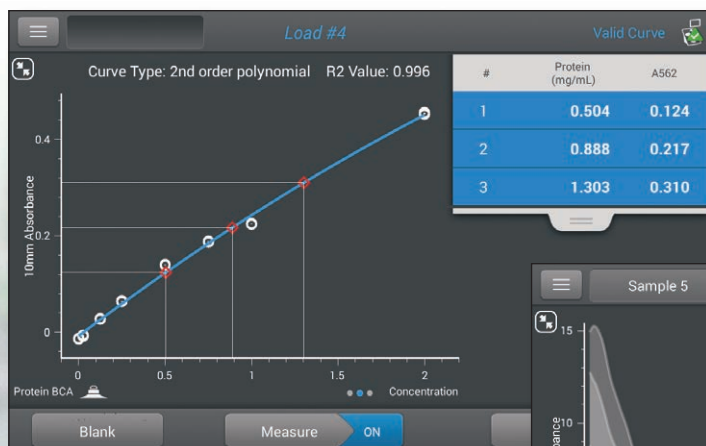 Load #4
Valid Curve
Curve Type: 2nd order polynomial R2 Value: 0.996
# Protein (mg/mL) A562
1 0.504 0.124
2 0.888 0.217
3 1.303 0.310
10mm Absorbance
0.4
0.2
0
0 0.5 1 2
Protein BCA
Concentration
Blank
Measure ON
Sample 5
15
10
bance